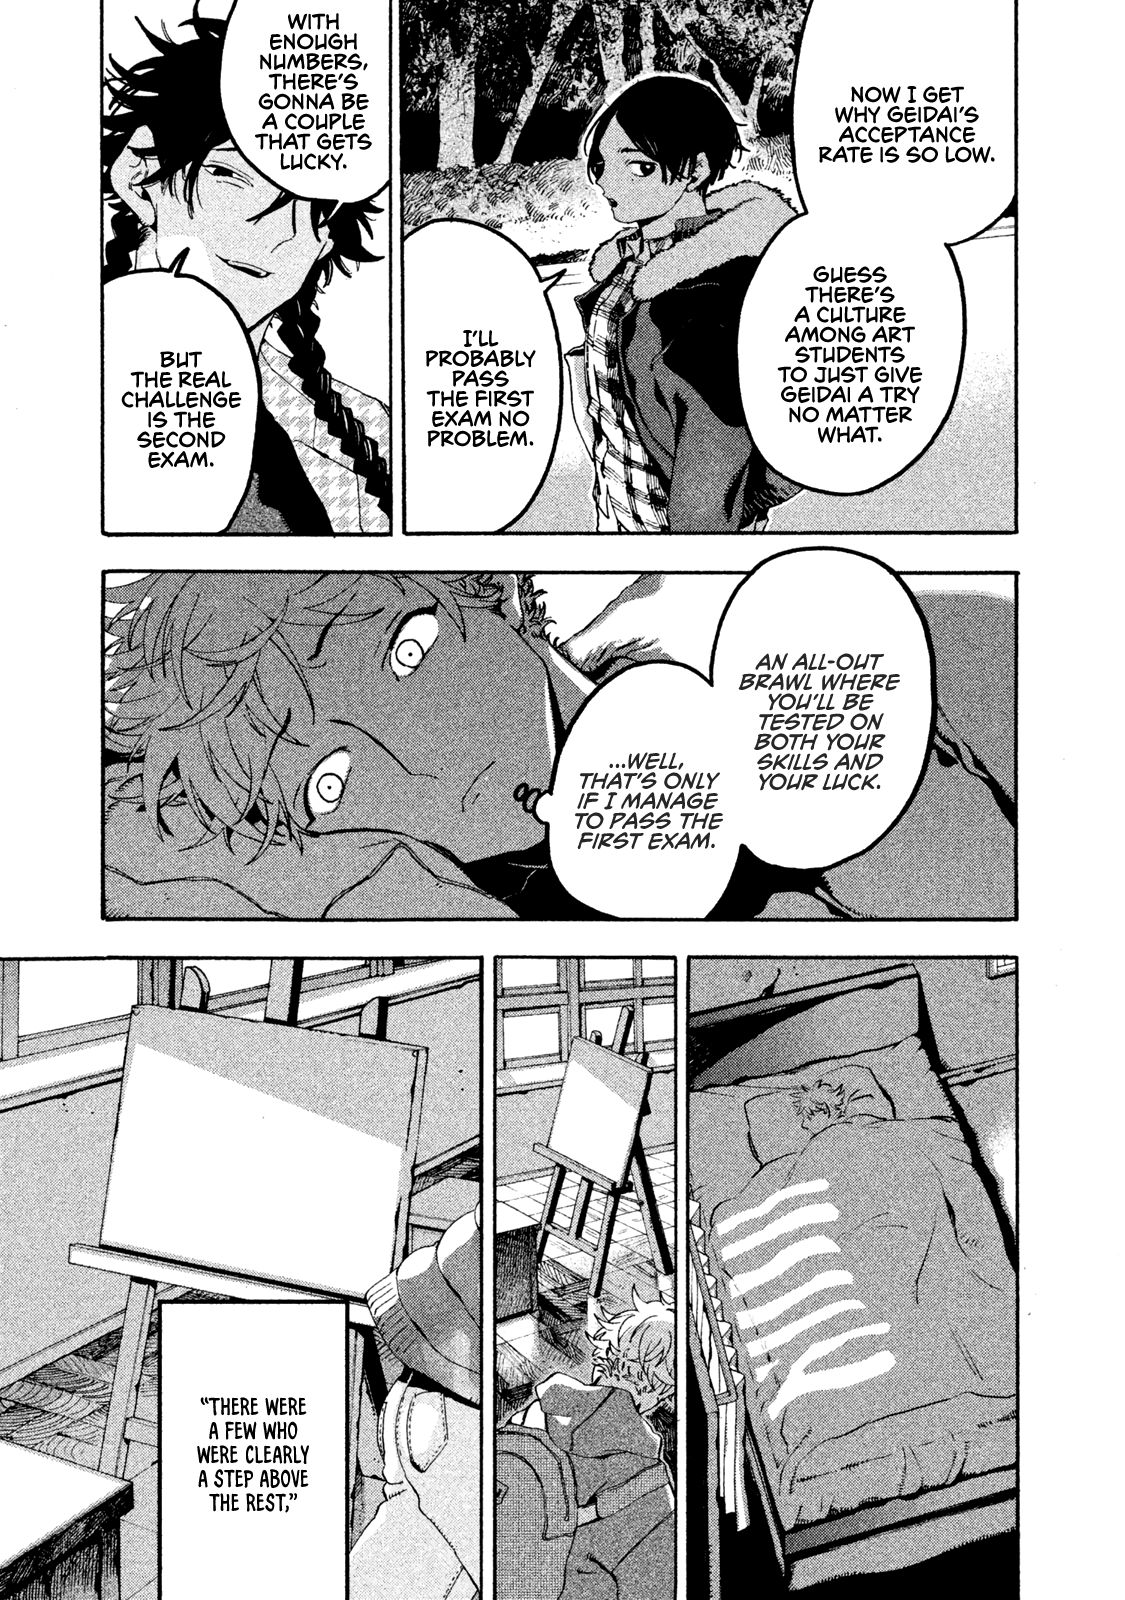 NOW I GET
WHY GEIDAI'S
ACCEPTANCE
RATE IS SO LOW.
GUESS
THERE'S
A CULTURE
AMONG ART
STUDENTS
TO JUST GIVE
GEIDAI A TRY
NO MATTER
WHAT.
I'LL
PROBABLY
PASS
THE FIRST
EXAM NO
PROBLEM.
WITH
ENOUGH
NUMBERS,
THERE'S
GONNA BE
A COUPLE
THAT GETS
LUCKY.
BUT
THE REAL
CHALLENGE
IS THE
SECOND
EXAM.
AN ALL-OUT
BRAWL WHERE
YOU'LL BE
TESTED ON
BOTH YOUR
SKILLS AND
YOUR LUCK.
...WELL,
THAT'S ONLY
IF I MANAGE
TO PASS THE
FIRST EXAM.
"THERE WERE
A FEW WHO
WERE CLEARLY
A STEP ABOVE
THE REST,"